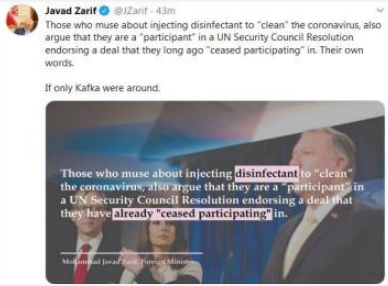 Javad Zarif @JZarif · 43m
Those who muse about injecting disinfectant to "clean" the coronavirus, also
argue that they are a "participant" in a UN Security Council Resolution
endorsing a deal that they long ago "ceased participating" in. Their own
words.
If only Kafka were around.
Those who muse about injecting disinfectant to "clean"
the coronavirus, also argue that they are a "participant" in
a UN Security Council Resolution endorsing a deal that
they have already "ceased participating" in.
Mohammad Javad Zarif, Foreign Minister